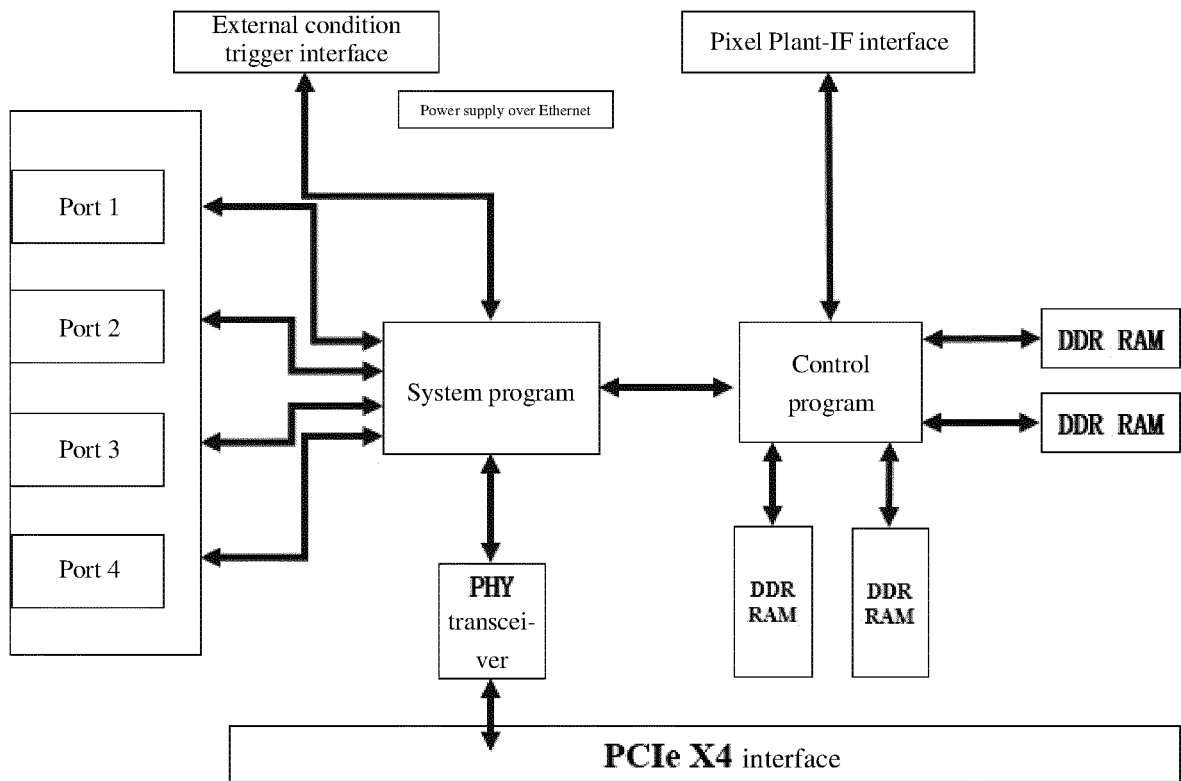 External condition
trigger interface
Pixel Plant-IF interface
Power supply over Ethernet
Port 1
Port 2
Port 3
Port 4
System program
Control
program
DDR RAM
DDR RAM
PHY
transcei-
ver
DDR
RAM
DDR
RAM
PCIe X4 interface